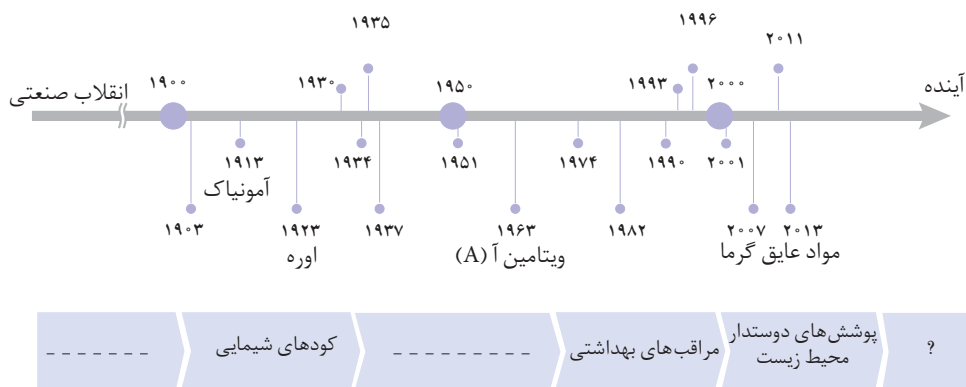 ۱۹۳۵
۱۹۹۶
۲۰۱۱
۱۹۰۰
۱۹۳۰
۱۹۵۰
۱۹۹۳
۲۰۰۰
آینده
انقلاب صنعتی
۱۹۱۳
آمونیاک
۱۹۳۴
۱۹۵۱
۱۹۷۴
۱۹۹۰
۲۰۰۱
۱۹۰۳
۱۹۲۳
اوره
۱۹۳۷
۱۹۶۳
ویتامین آ (A)
۱۹۸۲
۲۰۰۷
۲۰۱۳
مواد عایق گرما
_ _ _ _ _ _ _
کودهای شیمایی
_ _ _ _ _ _ _ _ _
مراقب‌های بهداشتی
پوشش‌های دوستدار
محیط زیست
?